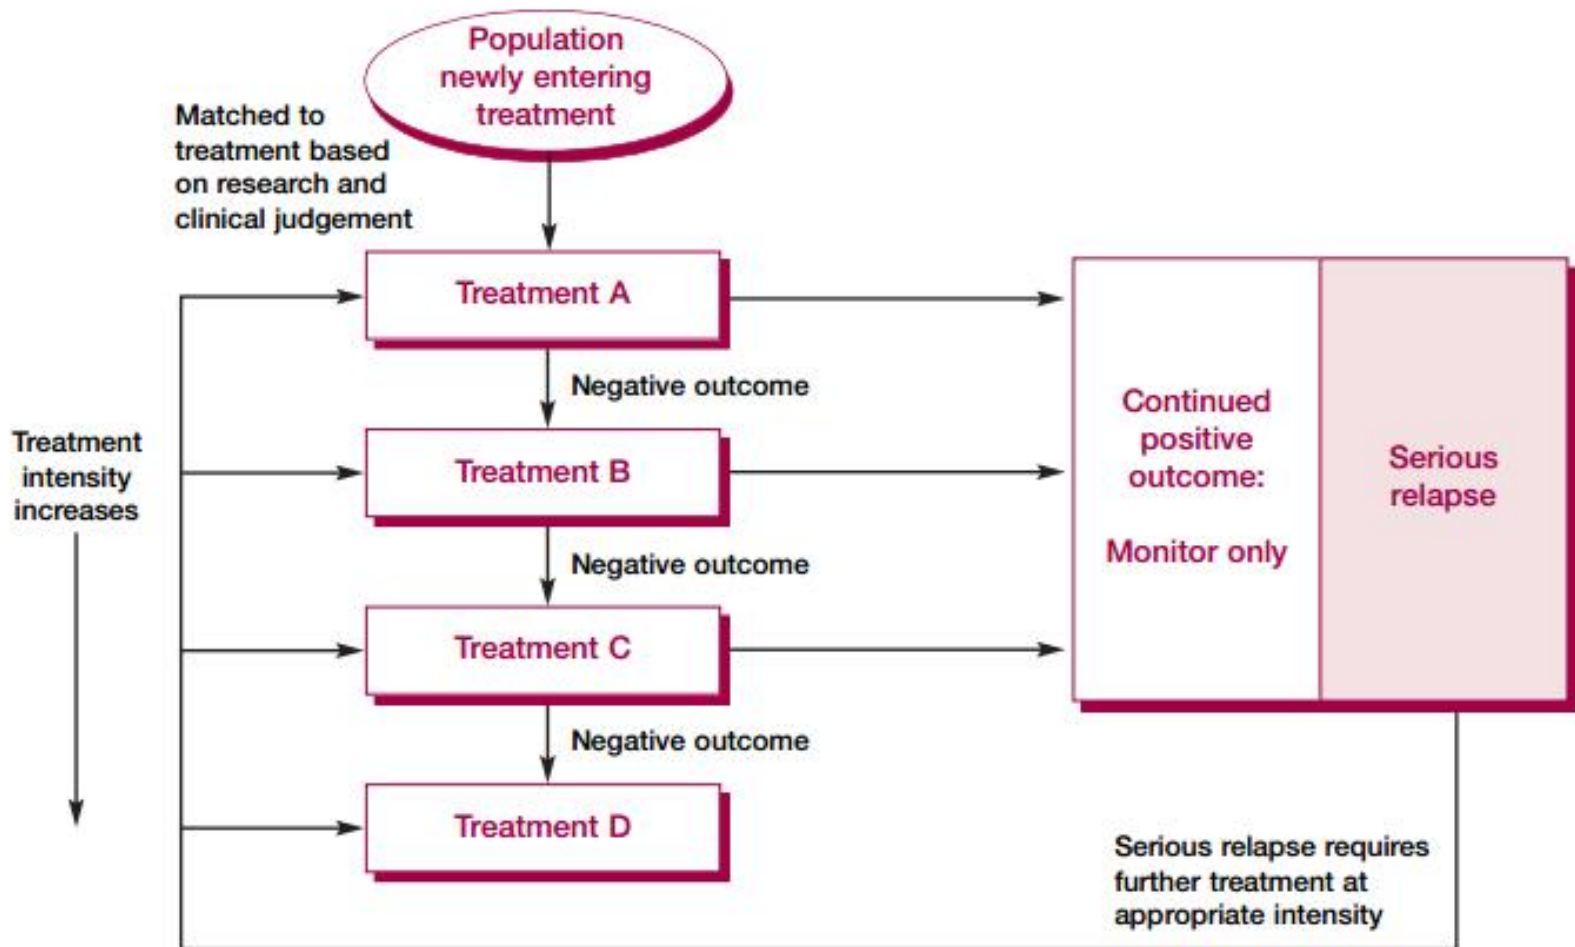 Population
newly entering
treatment
Matched to
treatment based
on research and
clinical judgement
Treatment A
Negative outcome
Treatment B
Negative outcome
Treatment C
Negative outcome
Treatment D
Treatment
intensity
increases
Continued
positive
outcome:
Monitor only
Serious
relapse
Serious relapse requires
further treatment at
appropriate intensity